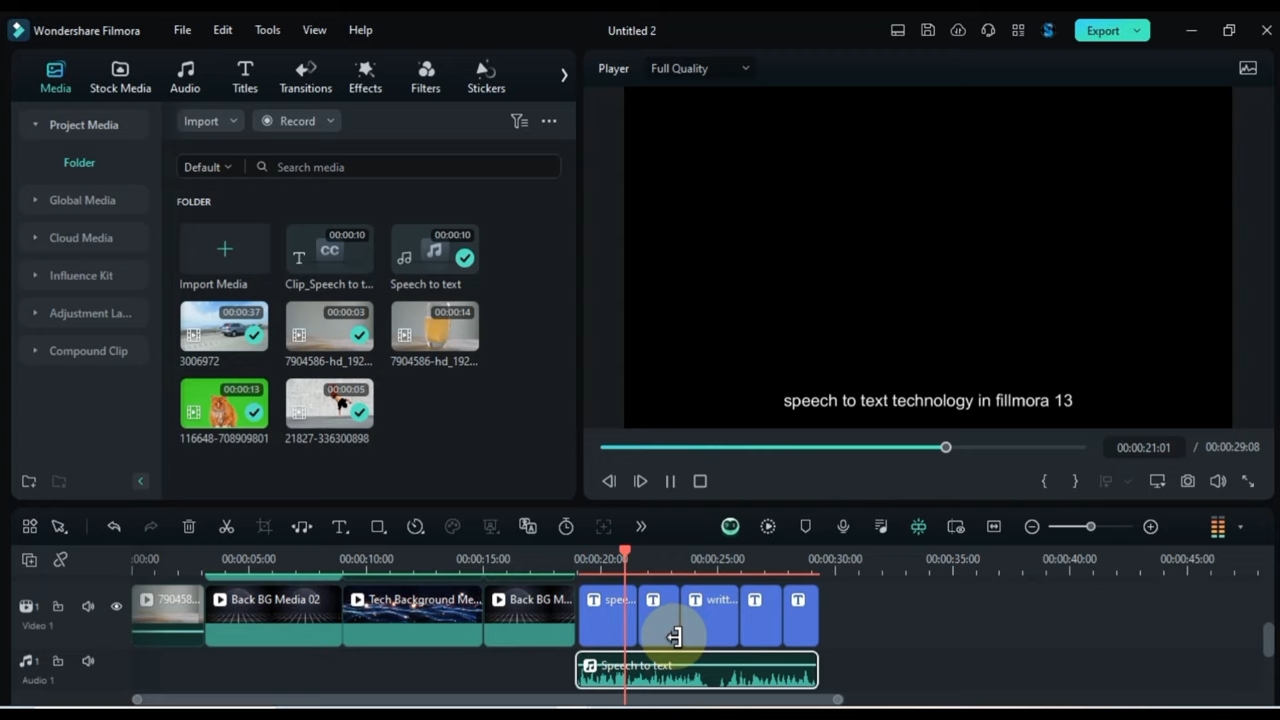 Wondershare Filmora File Edit Tools View Help Untitled 2 Export
Media Stock Media Audio Titles Transitions Effects Filters Stickers
Player Full Quality
Project Media
Folder
Global Media
Cloud Media
Influence Kit
Adjustment La...
Compound Clip
Import Record
Default Search media
FOLDER
00:00:10 00:00:10
CC
T
Import Media Clip_Speech to t... Speech to text
00:00:37 00:00:03 00:00:14
3006972 7904586-hd_192... 7904586-hd_192...
00:00:13 00:00:05
116648-708909801 21827-336300898
speech to text technology in fillmora 13
00:00:21:01 / 00:00:29:08
{ }
:00:00 00:00:05:00 00:00:10:00 00:00:15:00 00:00:20:00 00:00:25:00 00:00:30:00 00:00:35:00 00:00:40:00 00:00:45:00
1 790458... Back BG Media 02 Tech Background Me... Back BG M... T spee... T T writt... T T
Video 1
1 Speech to text
Audio 1